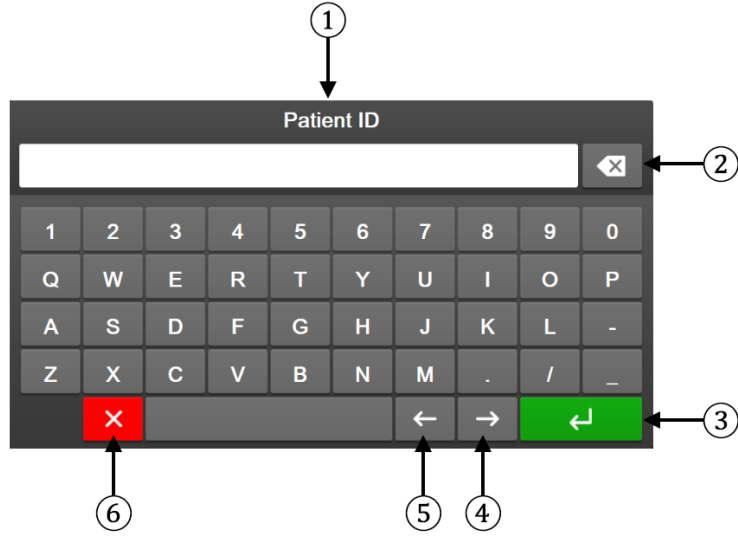 ①
Patient ID
②
1 2 3 4 5 6 7 8 9 0
Q W E R T Y U I O P
A S D F G H J K L -
Z X C V B N M . / _
③
⑥ ⑤ ④